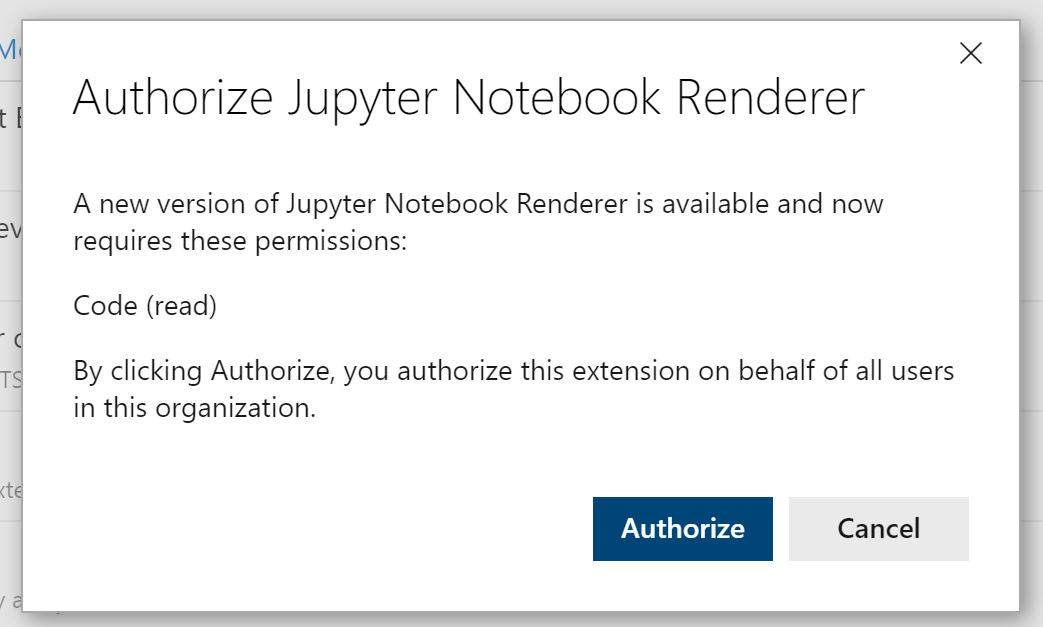 Authorize Jupyter Notebook Renderer
A new version of Jupyter Notebook Renderer is available and now
requires these permissions:
Code (read)
By clicking Authorize, you authorize this extension on behalf of all users
in this organization.
Authorize
Cancel